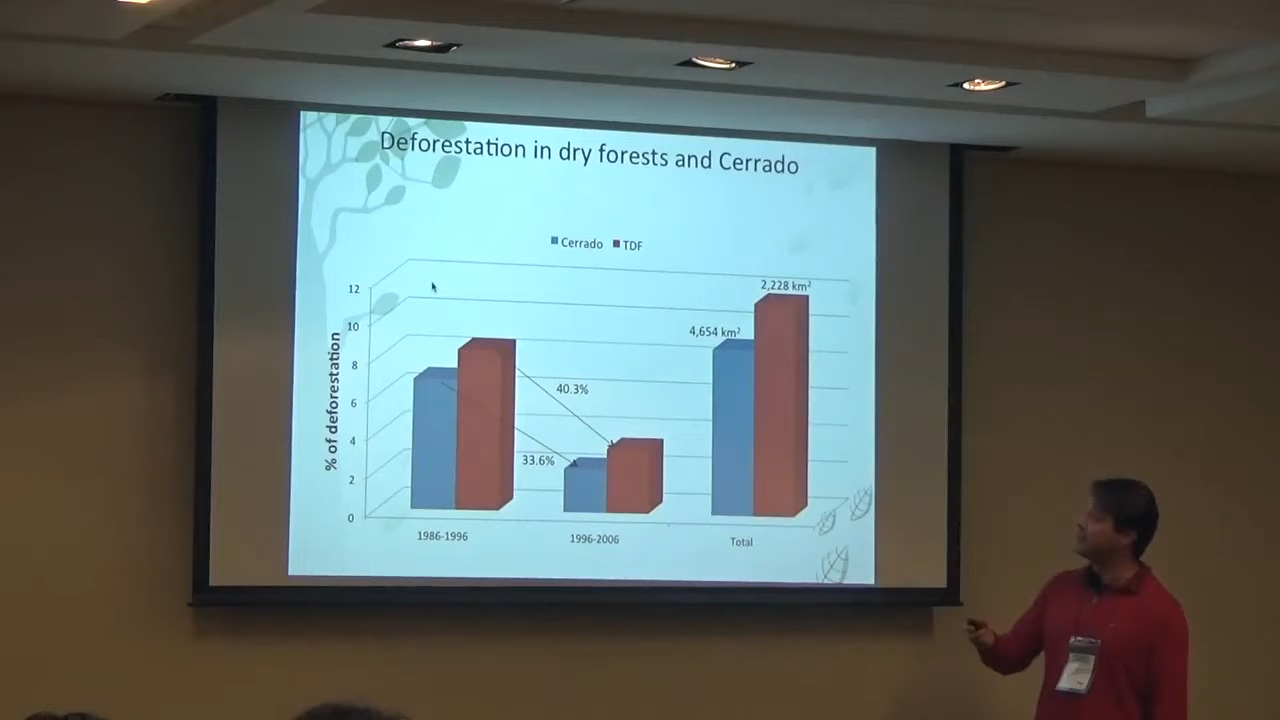 Deforestation in dry forests and Cerrado
Cerrado TDF
% of deforestation
12
10
8
6
4
2
0
2,228 km²
4,654 km²
40.3%
33.6%
1986-1996 1996-2006 Total